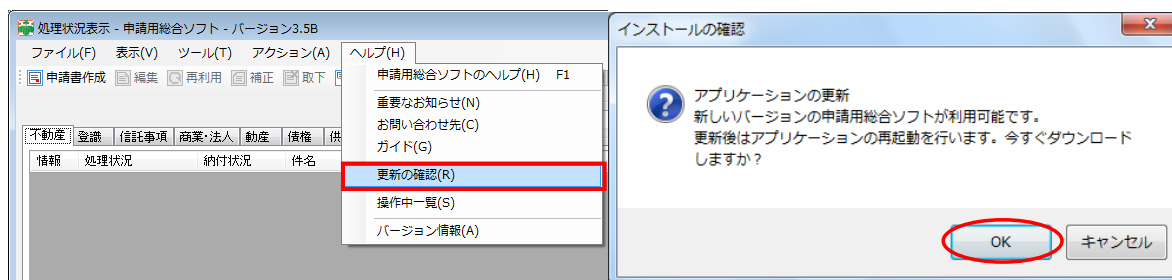 処理状況表示 - 申請用総合ソフト - バージョン3.5B
ファイル(F) 表示(V) ツール(T) アクション(A) ヘルプ(H)
申請書作成 編集 再利用 補正 取下
申請用総合ソフトのヘルプ(H) F1
重要なお知らせ(N)
お問い合わせ先(C)
ガイド(G)
更新の確認(R)
操作中一覧(S)
バージョン情報(A)
不動産 登識 信託事項 商業・法人 動産 債権 供
情報 処理状況 納付状況 件名
インストールの確認
アプリケーションの更新
新しいバージョンの申請用総合ソフトが利用可能です。
更新後はアプリケーションの再起動を行います。今すぐダウンロード
しますか？
OK キャンセル